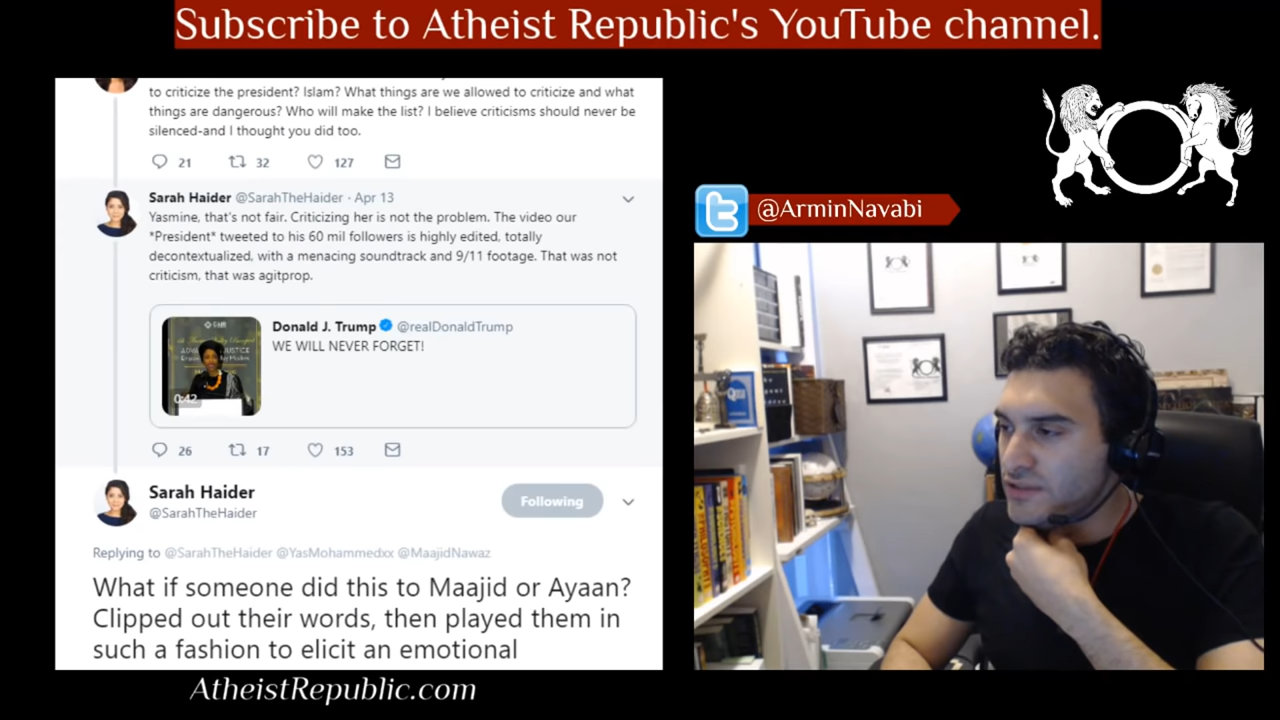 Subscribe to Atheist Republic's YouTube channel.
to criticize the president? Islam? What things are we allowed to criticize and what
things are dangerous? Who will make the list? I believe criticisms should never be
silenced-and I thought you did too.
21 32 127
Sarah Haider @SarahTheHaider · Apr 13
Yasmine, that's not fair. Criticizing her is not the problem. The video our
*President* tweeted to his 60 mil followers is highly edited, totally
decontextualized, with a menacing soundtrack and 9/11 footage. That was not
criticism, that was agitprop.
Donald J. Trump @realDonaldTrump
WE WILL NEVER FORGET!
0:42
26 17 153
Sarah Haider
@SarahTheHaider
Following
Replying to @SarahTheHaider @YasMohammedxx @MaajidNawaz
What if someone did this to Maajid or Ayaan?
Clipped out their words, then played them in
such a fashion to elicit an emotional
@ArminNavabi
AtheistRepublic.com